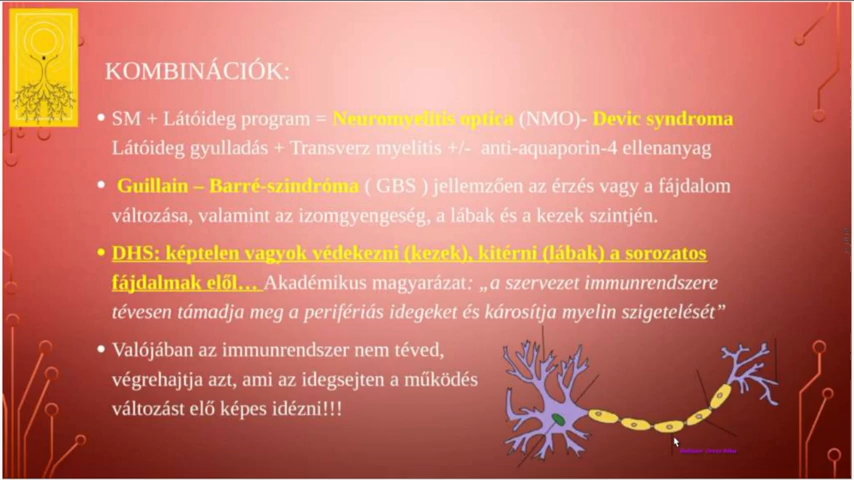 KOMBINÁCIÓK:
SM + Látóideg program = Neuromyelitis optica (NMO)- Devic syndroma
Látóideg gyulladás + Transverz myelitis +/- anti-aquaporin-4 ellenanyag
Guillain – Barré-szindróma ( GBS ) jellemzően az érzés vagy a fájdalom
változása, valamint az izomgyengeség, a lábak és a kezek szintjén.
DHS: képtelen vagyok védekezni (kezek), kitérni (lábak) a sorozatos
fájdalmak elől… Akadémikus magyarázat: „a szervezet immunrendszere
tévesen támadja meg a perifériás idegeket és károsítja myelin szigetelését”
Valójában az immunrendszer nem téved,
végrehajtja azt, ami az idegsejten a működés
változást elő képes idézni!!!